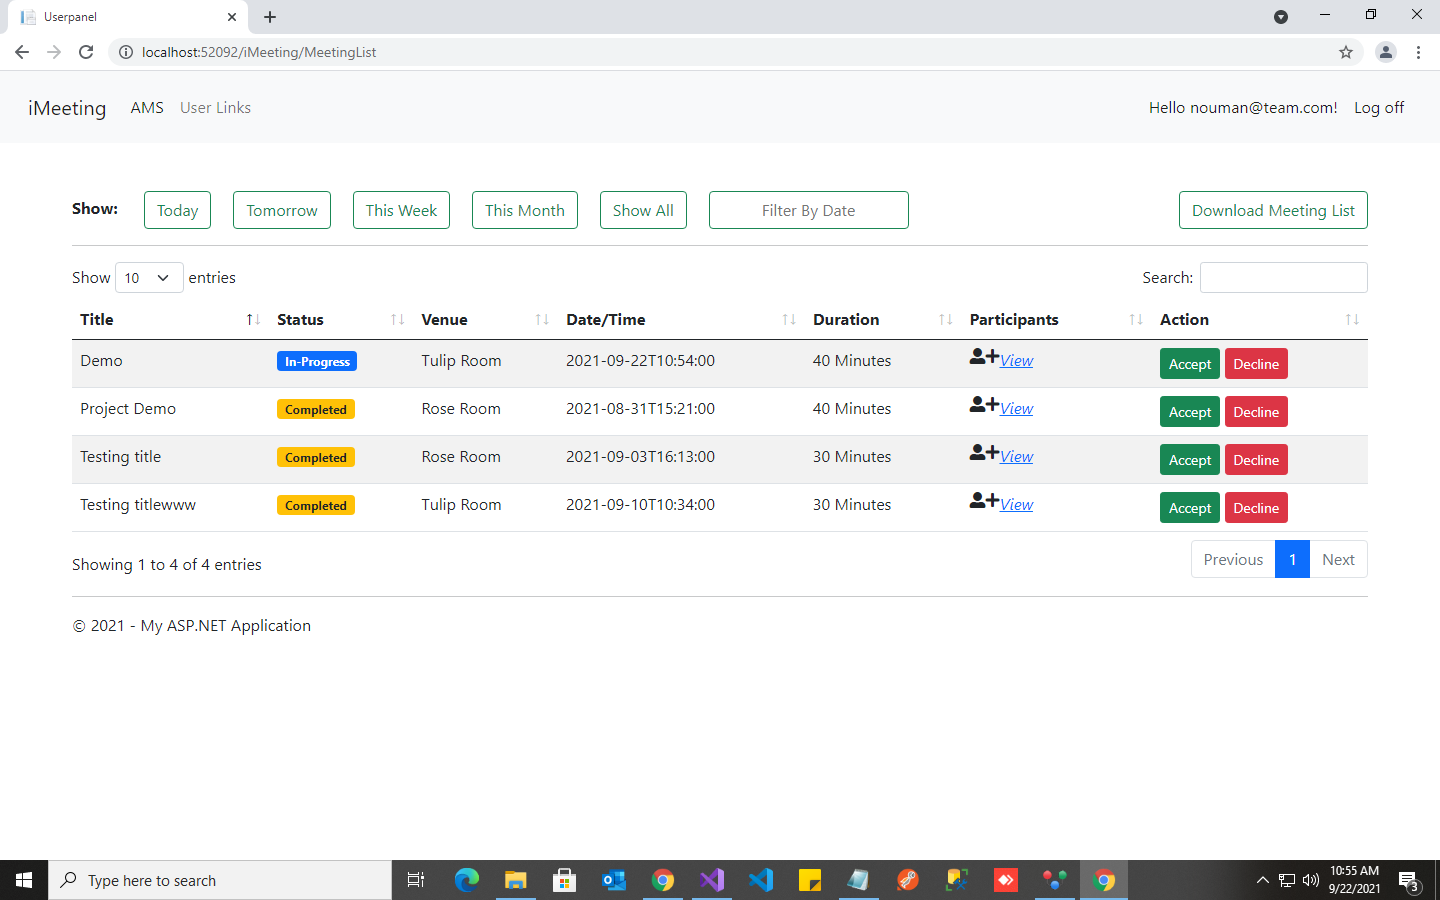 Userpanel
localhost:52092/iMeeting/MeetingList
iMeeting AMS User Links Hello nouman@team.com! Log off
Show: Today Tomorrow This Week This Month Show All Filter By Date Download Meeting List
Show 10 entries Search:
Title Status Venue Date/Time Duration Participants Action
Demo In-Progress Tulip Room 2021-09-22T10:54:00 40 Minutes View Accept Decline
Project Demo Completed Rose Room 2021-08-31T15:21:00 40 Minutes View Accept Decline
Testing title Completed Rose Room 2021-09-03T16:13:00 30 Minutes View Accept Decline
Testing titlewww Completed Tulip Room 2021-09-10T10:34:00 30 Minutes View Accept Decline
Showing 1 to 4 of 4 entries Previous 1 Next
© 2021 - My ASP.NET Application
Type here to search
10:55 AM
9/22/2021
3